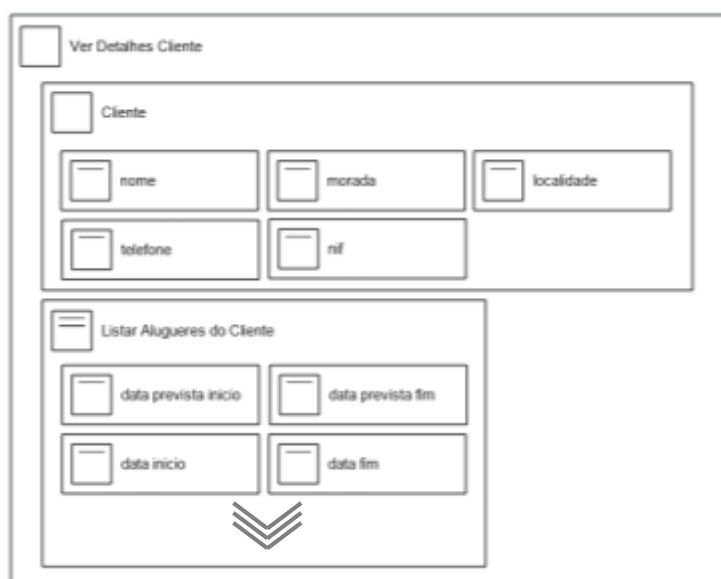 Ver Detalhes Cliente
Cliente
nome
morada
localidade
telefone
nif
Listar Alugueres do Cliente
data prevista inicio
data prevista fim
data inicio
data fim